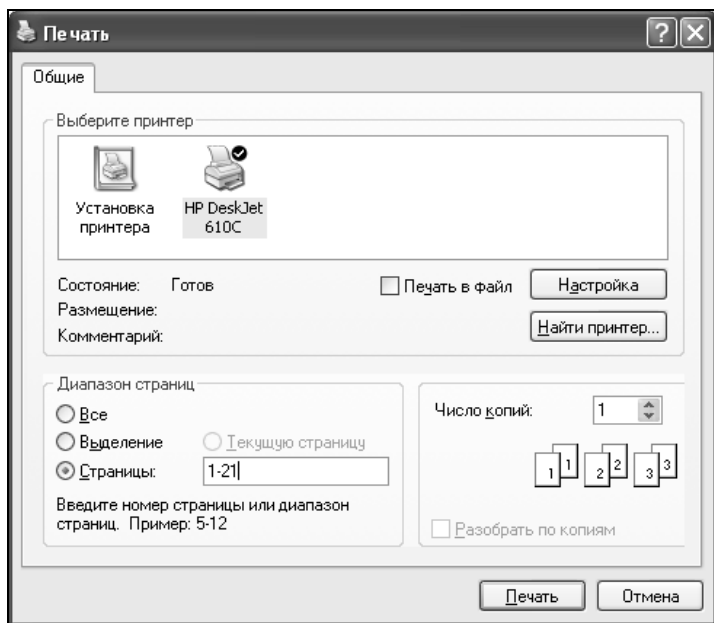 Печать
Общие
Выберите принтер
Установка принтера
HP DeskJet 610C
Состояние: Готов
Печать в файл
Настройка
Размещение:
Комментарий:
Найти принтер...
Диапазон страниц
Все
Выделение
Текущую страницу
Страницы: 1-21
Введите номер страницы или диапазон
страниц. Пример: 5-12
Число копий: 1
1 1 2 2 3 3
Разобрать по копиям
Печать
Отмена